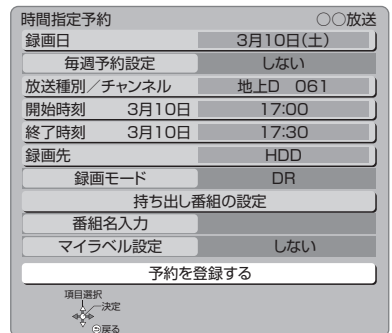 時間指定予約 ○○放送
録画日 3月10日(土)
毎週予約設定 しない
放送種別／チャンネル 地上D 061
開始時刻 3月10日 17:00
終了時刻 3月10日 17:30
録画先 HDD
録画モード DR
持ち出し番組の設定
番組名入力
マイラベル設定 しない
予約を登録する
項目選択
決定
戻る